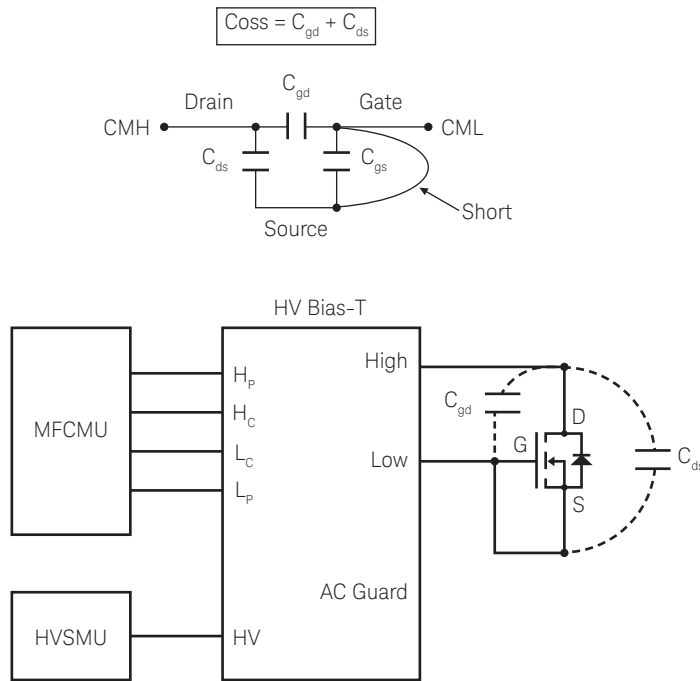 Coss = Cgd + Cds
Cgd
Drain
Gate
CMH
CML
Cds
Cgs
Short
Source
HV Bias-T
MFCMU
HP
HC
LC
LP
High
Low
Cgd
D
G
S
Cds
AC Guard
HVSMU
HV